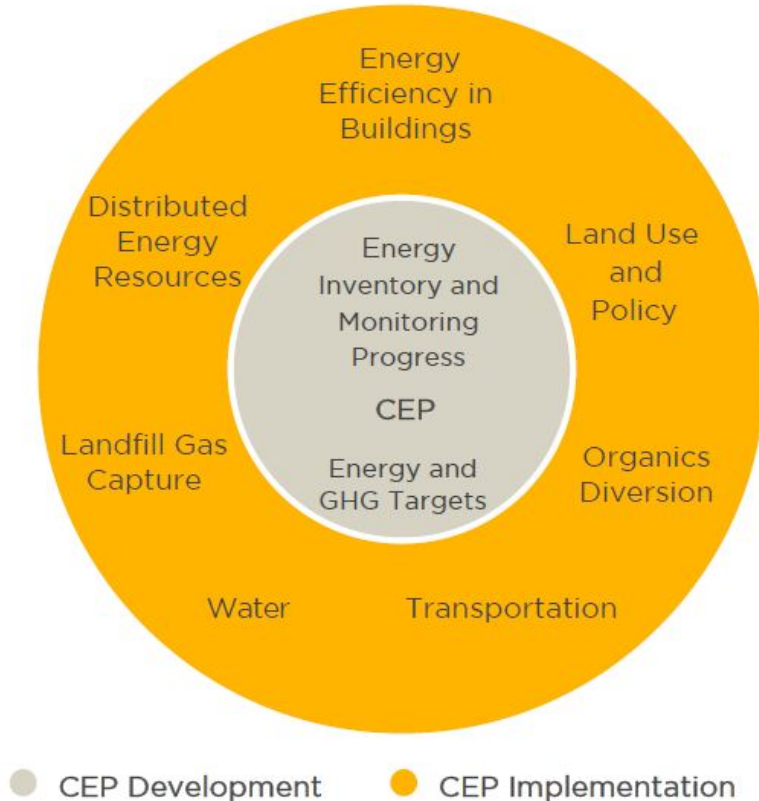 Energy
Efficiency in
Buildings
Distributed
Energy
Resources
Land Use
and
Policy
Energy
Inventory and
Monitoring
Progress
CEP
Energy and
GHG Targets
Landfill Gas
Capture
Organics
Diversion
Water
Transportation
CEP Development
CEP Implementation